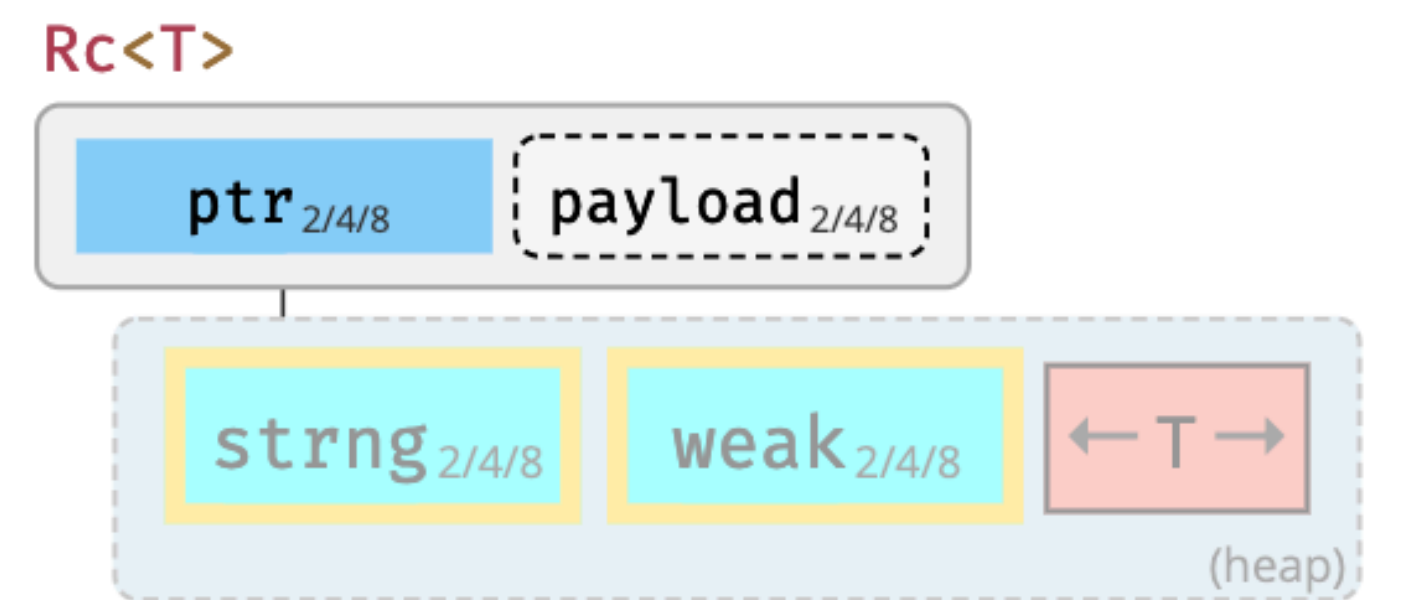 Rc<T>
ptr2/4/8 payload2/4/8
strng2/4/8 weak2/4/8 ← T →
(heap)